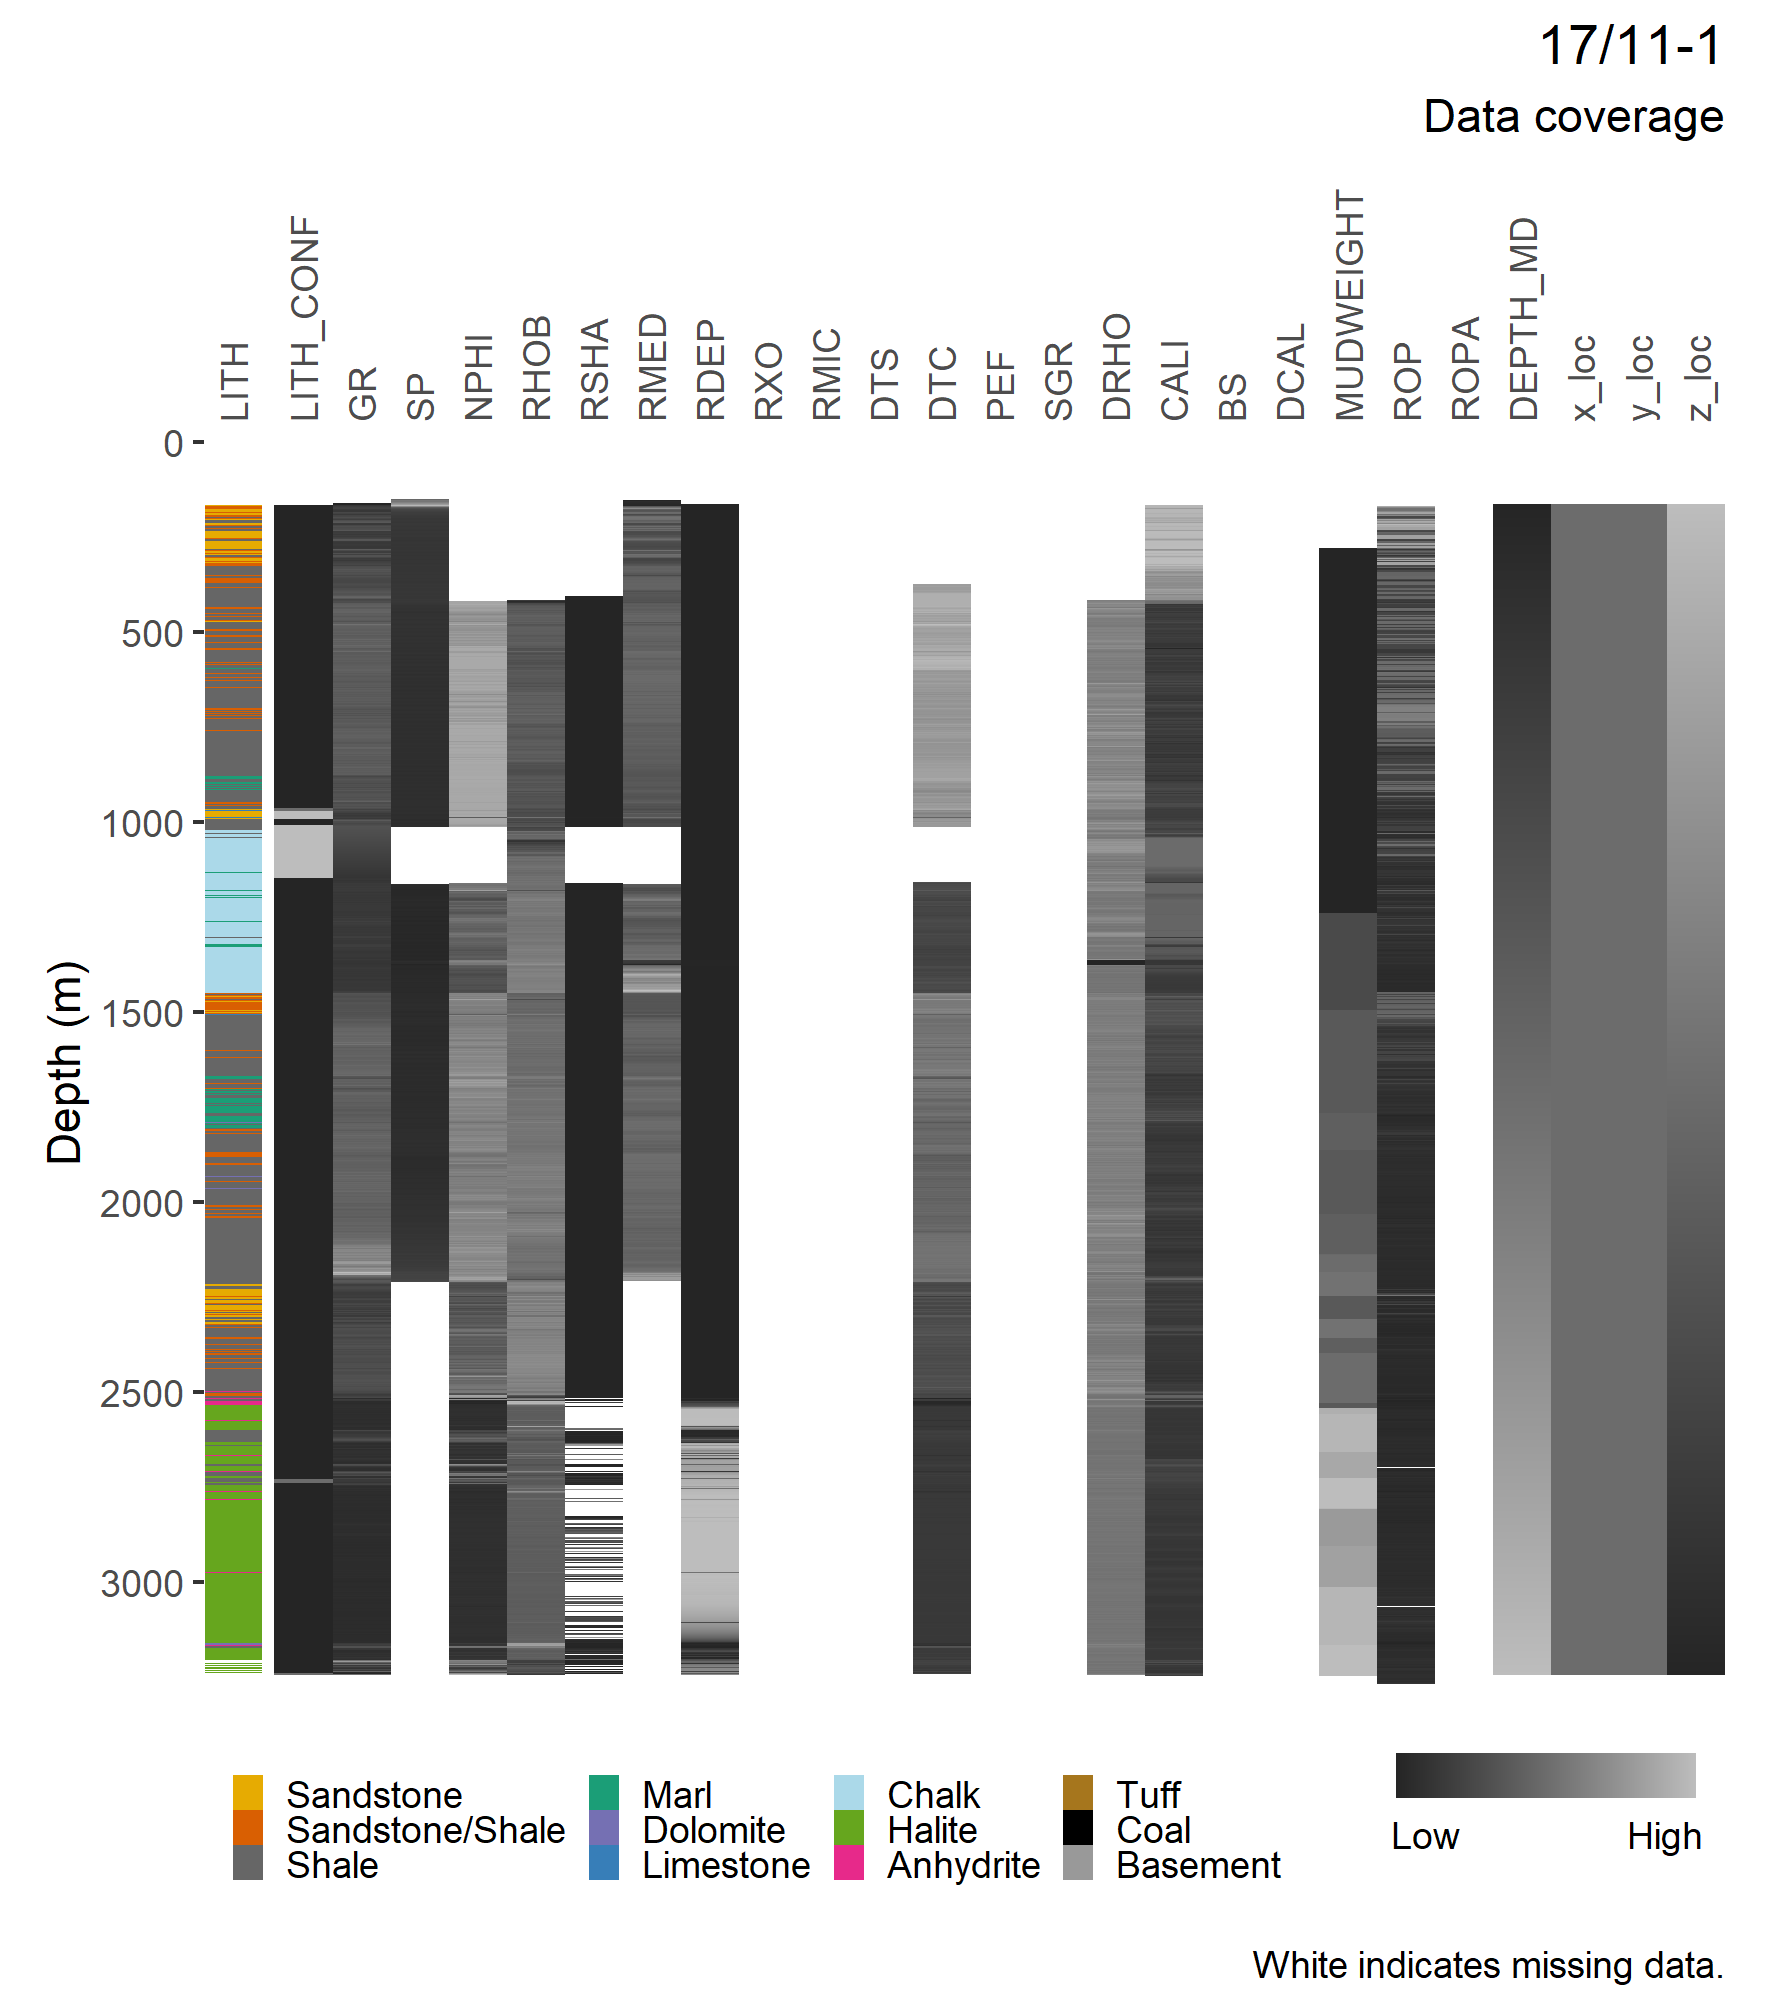 17/11-1
Data coverage
LITH
LITH_CONF
GR
SP
NPHI
RHOB
RSHA
RMED
RDEP
RXO
RMIC
DTS
DTC
PEF
SGR
DRHO
CALI
BS
DCAL
MUDWEIGHT
ROP
ROPA
DEPTH_MD
x_loc
y_loc
z_loc
Depth (m)
0
500
1000
1500
2000
2500
3000
Sandstone
Sandstone/Shale
Shale
Marl
Dolomite
Limestone
Chalk
Halite
Anhydrite
Tuff
Coal
Basement
Low High
White indicates missing data.